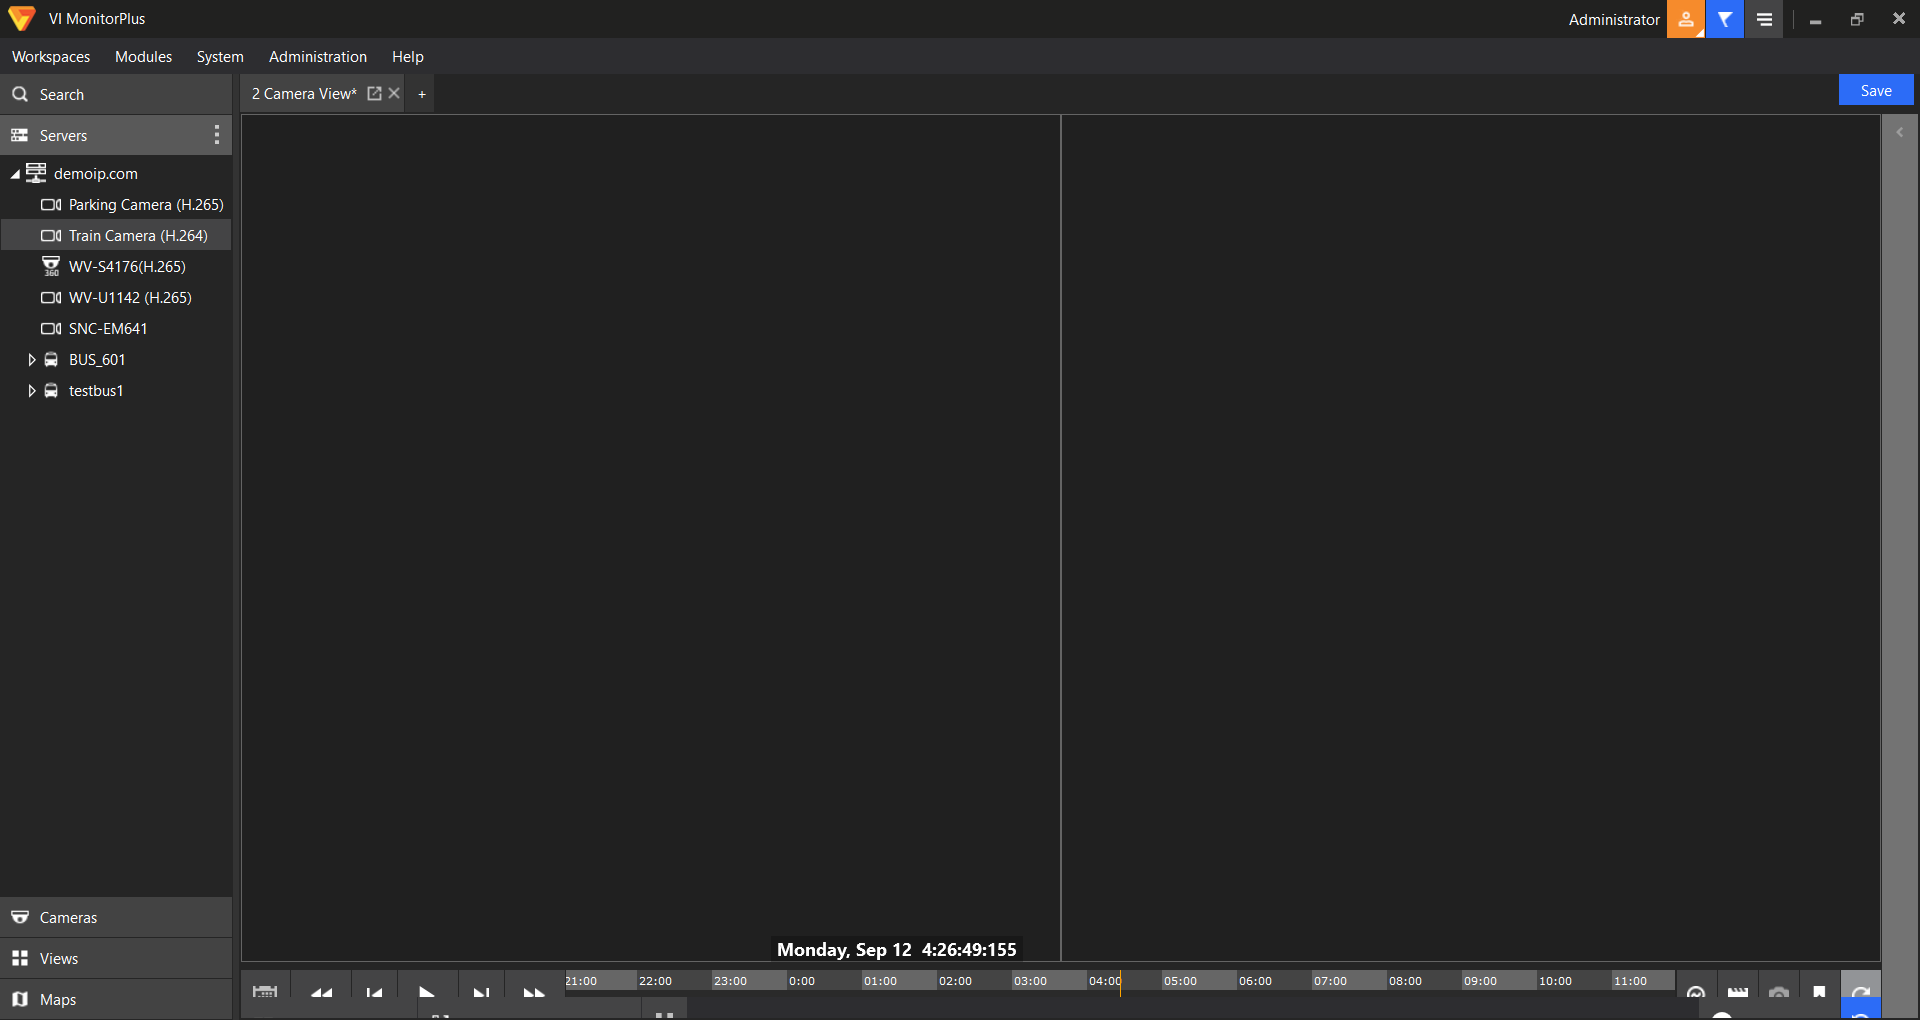 VI MonitorPlus
Administrator
Workspaces Modules System Administration Help
Search
2 Camera View* +
Save
Servers
demoip.com
Parking Camera (H.265)
Train Camera (H.264)
WV-S4176(H.265)
360
WV-U1142 (H.265)
SNC-EM641
BUS_601
testbus1
Cameras
Views
Maps
Monday, Sep 12 4:26:49:155
21:00 22:00 23:00 0:00 01:00 02:00 03:00 04:00 05:00 06:00 07:00 08:00 09:00 10:00 11:00